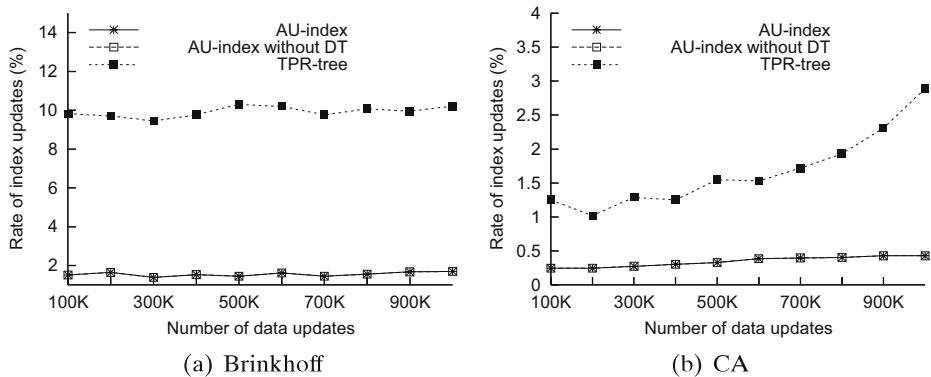 AU-index
AU-index without DT
TPR-tree
Rate of index updates (%)
14
12
10
8
6
4
2
100K 300K 500K 700K 900K
Number of data updates
(a) Brinkhoff
AU-index
AU-index without DT
TPR-tree
Rate of index updates (%)
4
3.5
3
2.5
2
1.5
1
0.5
0
100K 300K 500K 700K 900K
Number of data updates
(b) CA